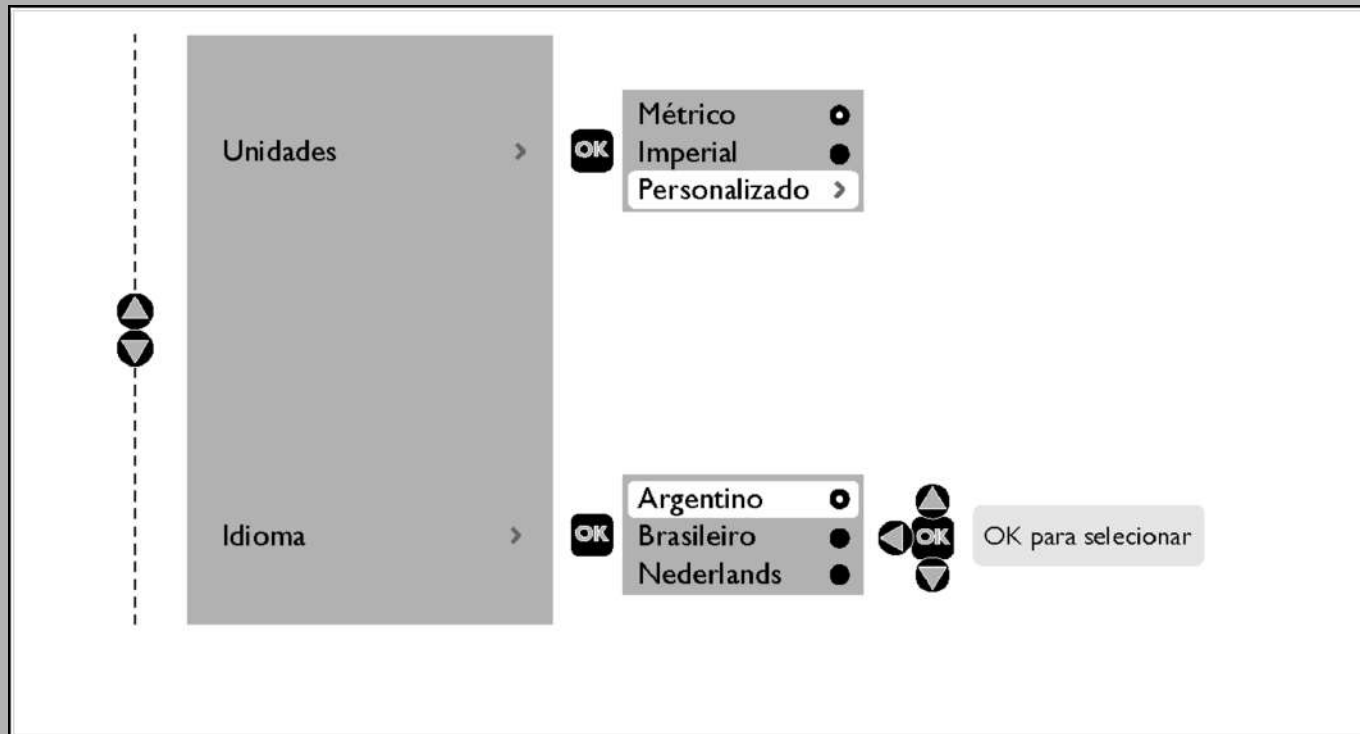 Unidades
OK
Métrico
Imperial
Personalizado
Idioma
OK
Argentino
Brasileiro
Nederlands
OK
OK para selecionar